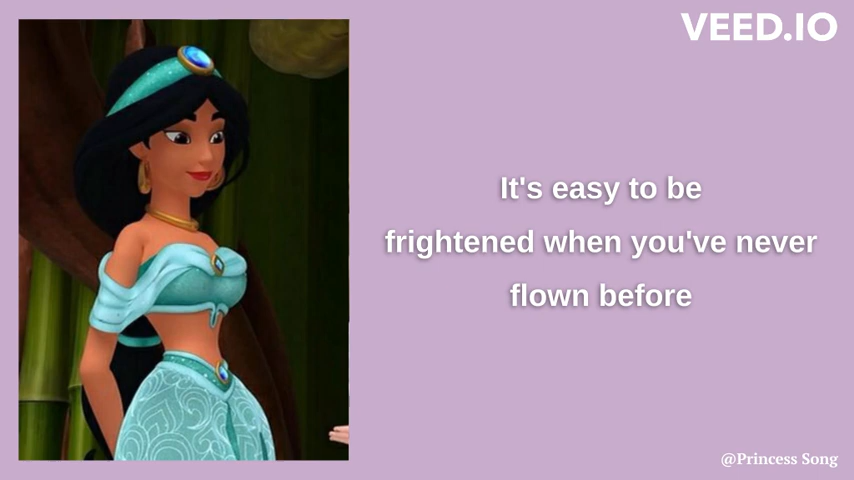 VEED.IO
It's easy to be
frightened when you've never
flown before
@Princess Song